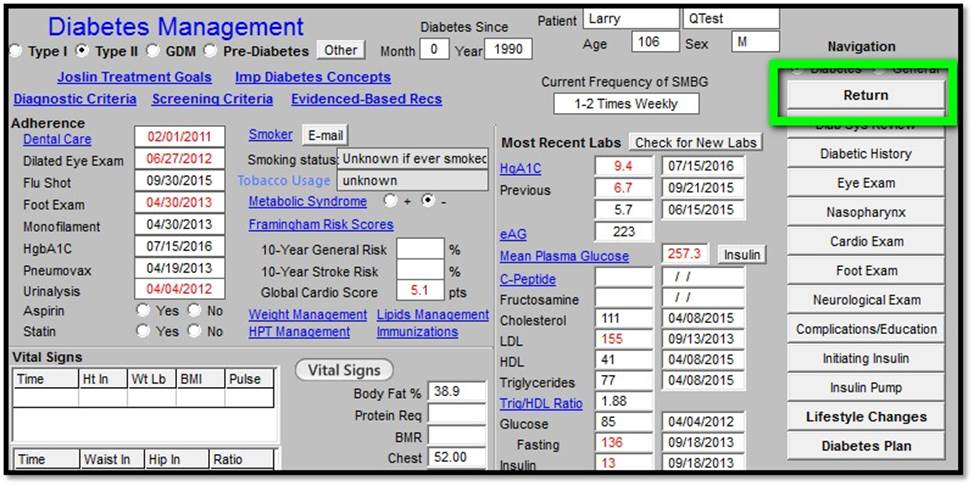 Diabetes Management
Diabetes Since
Patient Larry QTest
Type I Type II GDM Pre-Diabetes Other
Month 0 Year 1990
Age 106 Sex M
Navigation
Joslin Treatment Goals Imp Diabetes Concepts
Diagnostic Criteria Screening Criteria Evidenced-Based Recs
Current Frequency of SMBG
1-2 Times Weekly
Diabetes General
Return
Diab Sys Review
Diabetic History
Eye Exam
Nasopharynx
Cardio Exam
Foot Exam
Neurological Exam
Complications/Education
Initiating Insulin
Insulin Pump
Lifestyle Changes
Diabetes Plan
Adherence
Dental Care 02/01/2011
Dilated Eye Exam 06/27/2012
Flu Shot 09/30/2015
Foot Exam 04/30/2013
Monofilament 04/30/2013
HgbA1C 07/15/2016
Pneumovax 04/19/2013
Urinalysis 04/04/2012
Aspirin Yes No
Statin Yes No
Smoker E-mail
Smoking status: Unknown if ever smoked
Tobacco Usage unknown
Metabolic Syndrome + -
Framingham Risk Scores
10-Year General Risk %
10-Year Stroke Risk %
Global Cardio Score 5.1 pts
Weight Management Lipids Management
HPT Management Immunizations
Most Recent Labs Check for New Labs
HgA1C 9.4 07/15/2016
Previous 6.7 09/21/2015
5.7 06/15/2015
eAG 223
Mean Plasma Glucose 257.3 Insulin
C-Peptide / /
Fructosamine / /
Cholesterol 111 04/08/2015
LDL 155 09/13/2013
HDL 41 04/08/2015
Triglycerides 77 04/08/2015
Trig/HDL Ratio 1.88
Glucose 85 04/04/2012
Fasting 136 09/18/2013
Insulin 13 09/18/2013
Vital Signs
Time Ht In Wt Lb BMI Pulse
Time Waist In Hip In Ratio
Vital Signs
Body Fat % 38.9
Protein Req
BMR
Chest 52.00